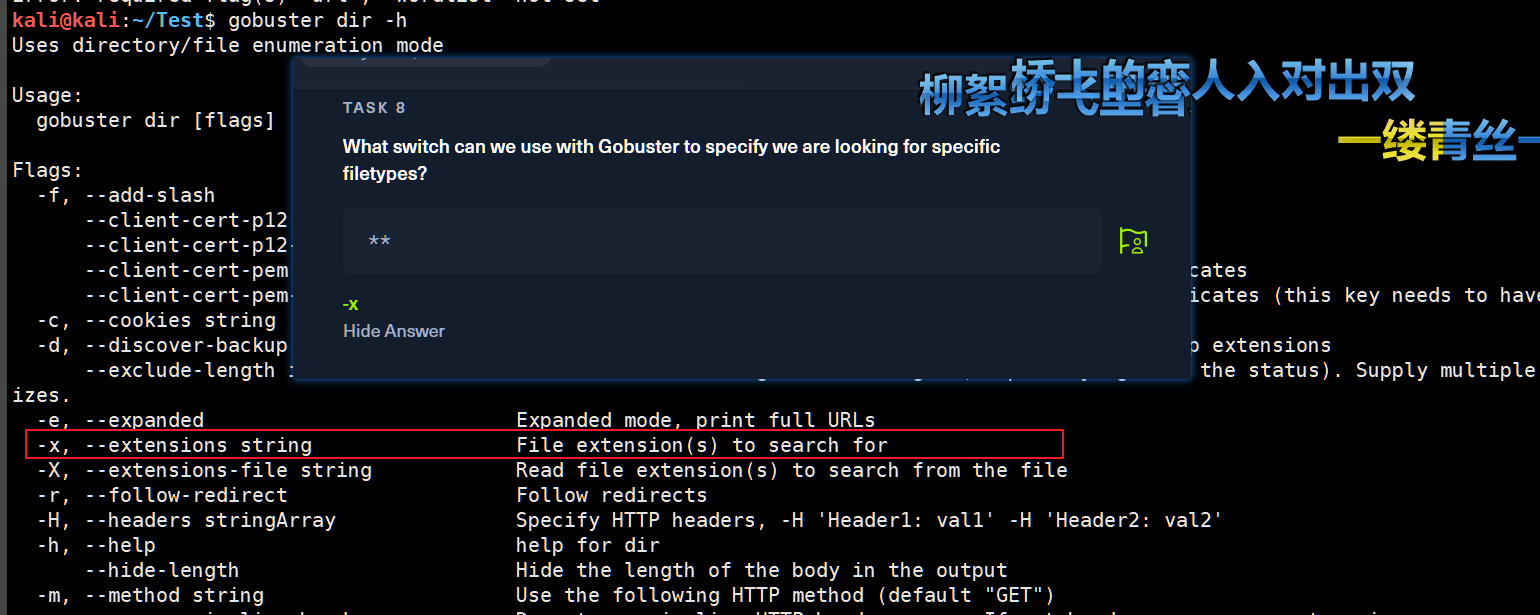 kali@kali:~/Test$ gobuster dir -h
Uses directory/file enumeration mode
Usage:
gobuster dir [flags]
Flags:
-f, --add-slash
--client-cert-p12
--client-cert-p12-
--client-cert-pem
--client-cert-pem-
icates (this key needs to have
-c, --cookies string
-d, --discover-backup
extensions
--exclude-length
the status). Supply multiple
izes.
-e, --expanded Expanded mode, print full URLs
-x, --extensions string File extension(s) to search for
-X, --extensions-file string Read file extension(s) to search from the file
-r, --follow-redirect Follow redirects
-H, --headers stringArray Specify HTTP headers, -H 'Header1: val1' -H 'Header2: val2'
-h, --help help for dir
--hide-length Hide the length of the body in the output
-m, --method string Use the following HTTP method (default "GET")
TASK 8
What switch can we use with Gobuster to specify we are looking for specific
filetypes?
**
-x
Hide Answer
桥上的恋人入对出双
柳絮纷飞里看
一缕青丝一